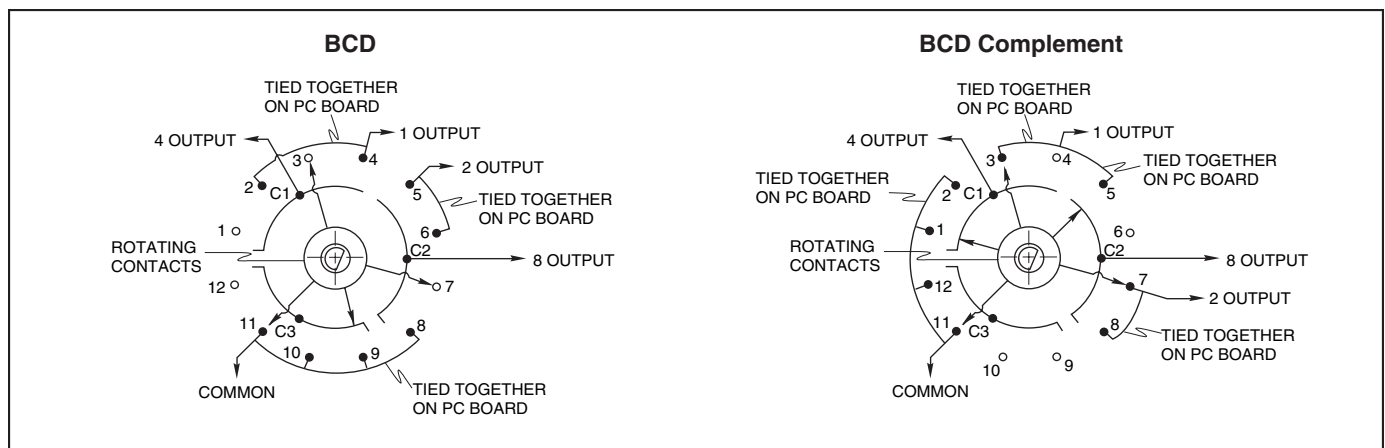 BCD
TIED TOGETHER
ON PC BOARD
4 OUTPUT
1 OUTPUT
3
4
2 OUTPUT
2
C1
5
TIED TOGETHER
ON PC BOARD
1
6
C2
ROTATING
CONTACTS
8 OUTPUT
12
7
11
C3
8
10
9
COMMON
TIED TOGETHER
ON PC BOARD
BCD Complement
TIED TOGETHER
ON PC BOARD
4 OUTPUT
1 OUTPUT
3
4
TIED TOGETHER
ON PC BOARD
TIED TOGETHER
ON PC BOARD
2
C1
5
1
6
C2
ROTATING
CONTACTS
8 OUTPUT
12
7
2 OUTPUT
11
C3
8
TIED TOGETHER
ON PC BOARD
10
9
COMMON